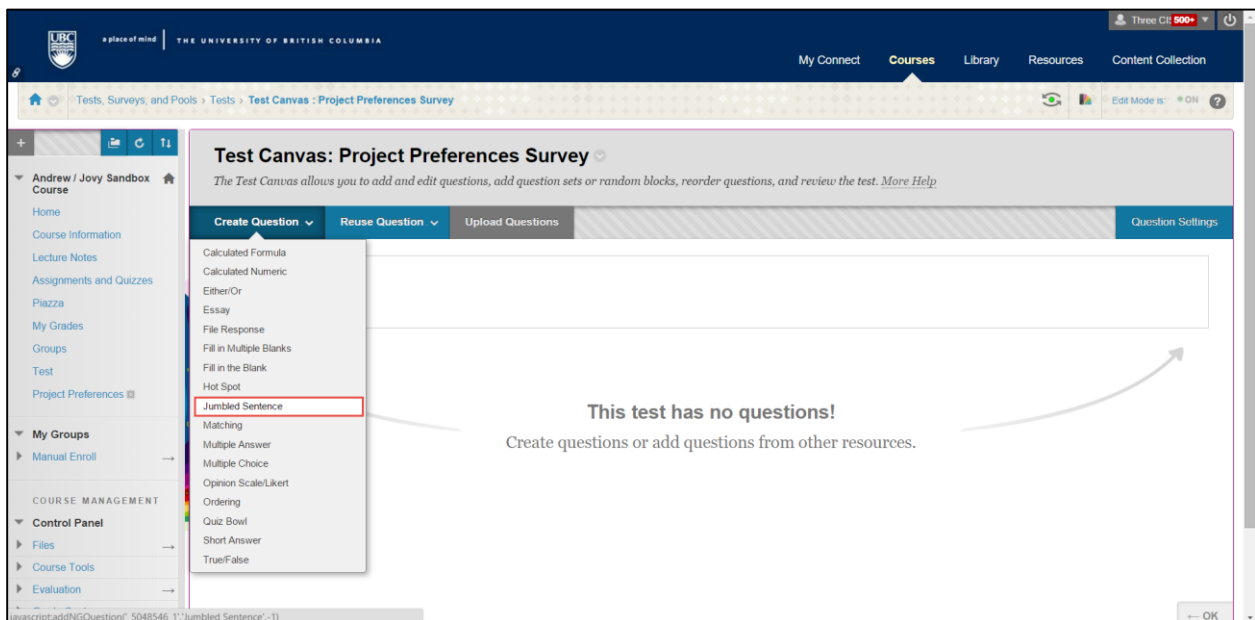 Three CIS 500+
UBC
a place of mind THE UNIVERSITY OF BRITISH COLUMBIA
My Connect Courses Library Resources Content Collection
Tests, Surveys, and Pools > Tests > Test Canvas : Project Preferences Survey
Edit Mode is: ON ?
Andrew / Jovy Sandbox Course
Home
Course Information
Lecture Notes
Assignments and Quizzes
Piazza
My Grades
Groups
Test
Project Preferences
My Groups
Manual Enroll
COURSE MANAGEMENT
Control Panel
Files
Course Tools
Evaluation
Test Canvas: Project Preferences Survey
The Test Canvas allows you to add and edit questions, add question sets or random blocks, reorder questions, and review the test. More Help
Create Question Reuse Question Upload Questions Question Settings
Calculated Formula
Calculated Numeric
Either/Or
Essay
File Response
Fill in Multiple Blanks
Fill in the Blank
Hot Spot
Jumbled Sentence
Matching
Multiple Answer
Multiple Choice
Opinion Scale/Likert
Ordering
Quiz Bowl
Short Answer
True/False
This test has no questions!
Create questions or add questions from other resources.
javascript:addNGQuestion('_5048546_1','Jumbled Sentence',-1)
← OK